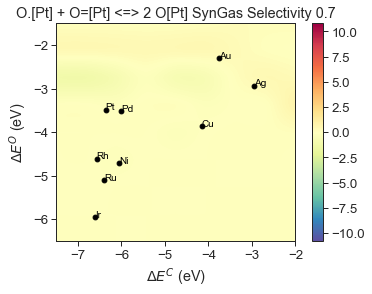 O.[Pt] + O=[Pt] <=> 2 O[Pt] SynGas Selectivity 0.7
−2
−3
−4
−5
−6
ΔE^O (eV)
Au
Ag
Pt
Pd
Cu
Rh
Ni
Ru
Ir
−7
−6
−5
−4
−3
−2
ΔE^C (eV)
10.0
7.5
5.0
2.5
0.0
−2.5
−5.0
−7.5
−10.0